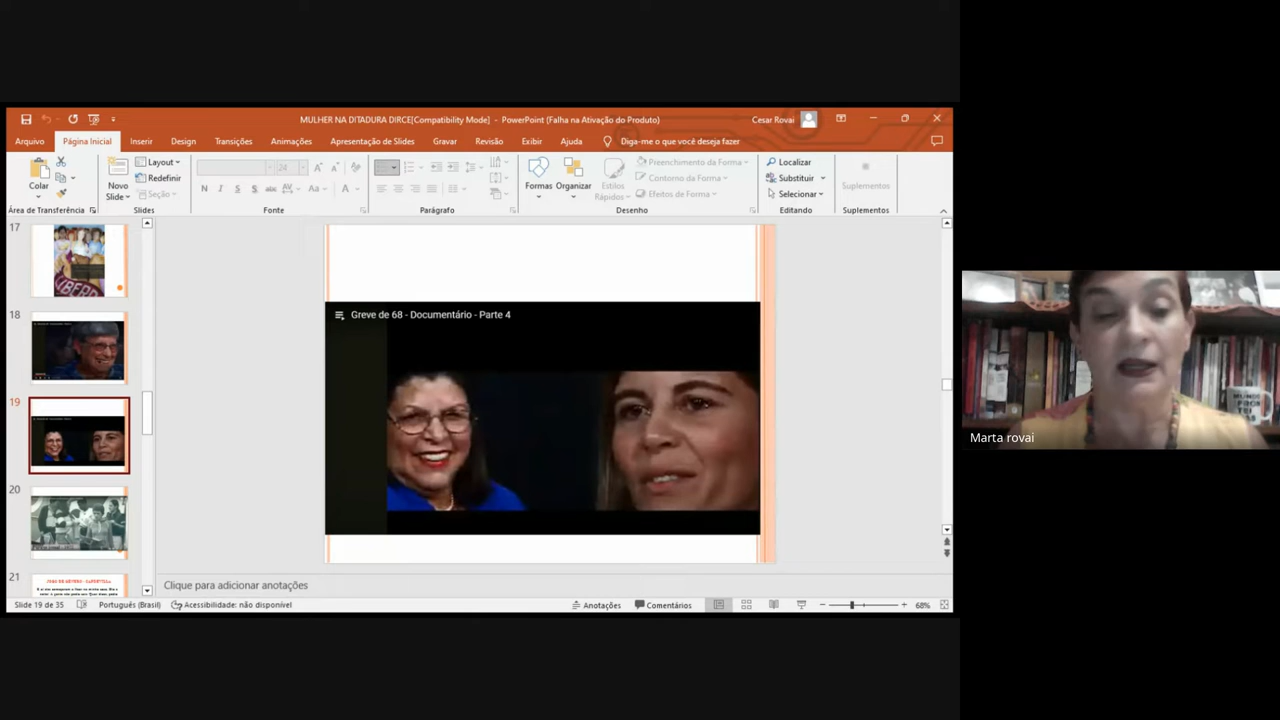 MULHER NA DITADURA DIRCE[Compatibility Mode] - PowerPoint (Falha na Ativação do Produto)
Cesar Rovai
Arquivo Página Inicial Inserir Design Transições Animações Apresentação de Slides Gravar Revisão Exibir Ajuda Diga-me o que você deseja fazer
Colar
Novo
Slide
Layout
Redefinir
Seção
24
N I S S AV Aa A
Formas
Organizar
Estilos
Rápidos
Preenchimento da Forma
Contorno da Forma
Efeitos de Forma
Localizar
Substituir
Selecionar
Suplementos
Área de Transferência Slides Fonte Parágrafo Desenho Editando Suplementos
17
18
19
20
21
Greve de 68 - Documentário - Parte 4
Marta rovai
Clique para adicionar anotações
Slide 19 de 35 Português (Brasil) Acessibilidade: não disponível Anotações Comentários 68%